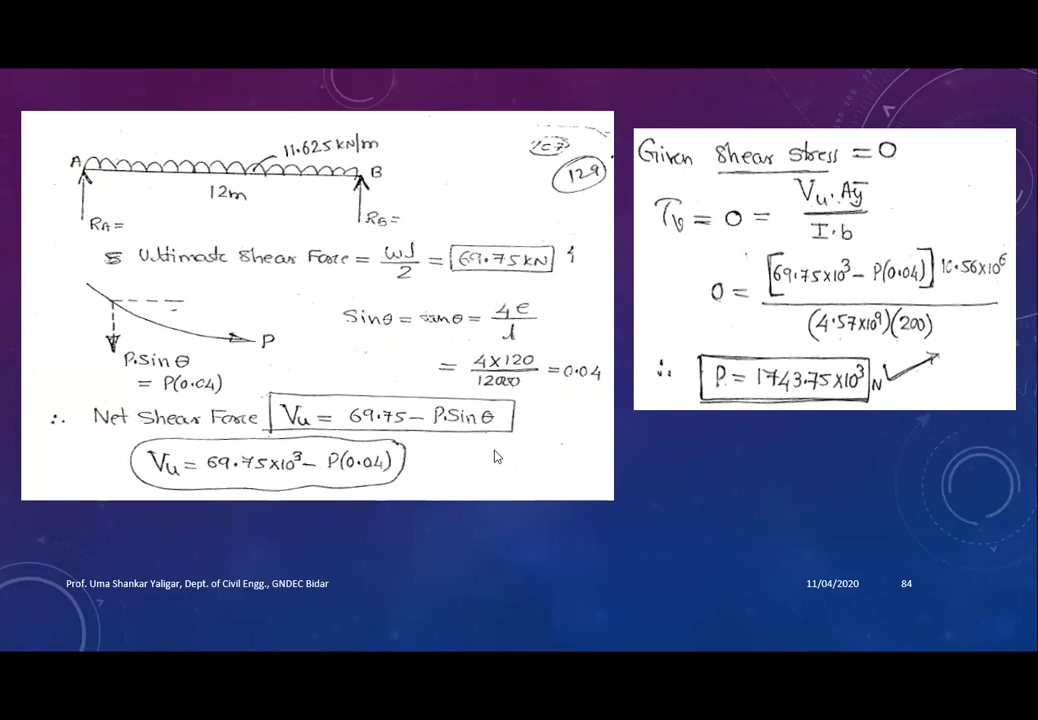 11.625 KN/m
A
B
12m
129
RA=
RB=
Ultimate Shear Force = ωl/2 = 69.75 KN
Sinθ = tanθ = 4e/l
P
P.Sinθ
= 4×120/12000 = 0.04
= P(0.04)
∴ Net Shear Force Vu = 69.75 – P.Sinθ
Vu = 69.75×10³ – P(0.04)
Given Shear Stress = 0
τv = 0 = Vu.Aȳ/I.b
0 = [69.75×10³ – P(0.04)] 16.56×10⁶/(4.57×10⁹)(200)
∴ P = 1743.75×10³ N
Prof. Uma Shankar Yaligar, Dept. of Civil Engg., GNDEC Bidar
11/04/2020
84